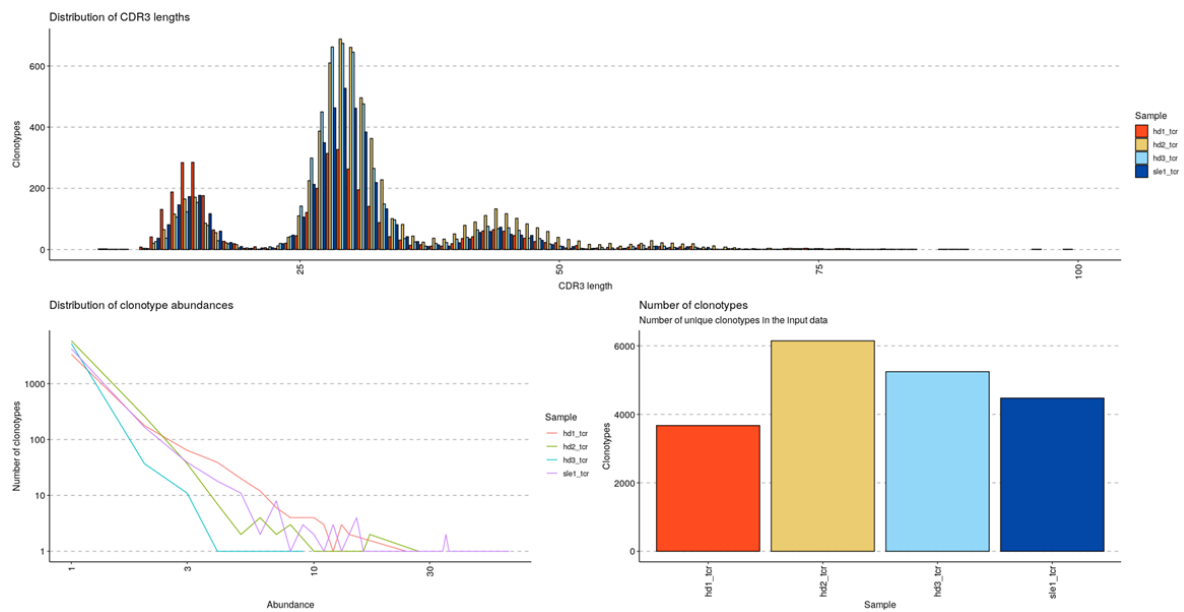 Distribution of CDR3 lengths
Clonotypes
600
400
200
0
25
50
75
100
CDR3 length
Sample
hd1_tcr
hd2_tcr
hd3_tcr
sle1_tcr
Distribution of clonotype abundances
Number of clonotypes
1000
100
10
1
1
3
10
30
Abundance
Sample
hd1_tcr
hd2_tcr
hd3_tcr
sle1_tcr
Number of clonotypes
Number of unique clonotypes in the input data
Clonotypes
6000
4000
2000
0
hd1_tcr
hd2_tcr
hd3_tcr
sle1_tcr
Sample